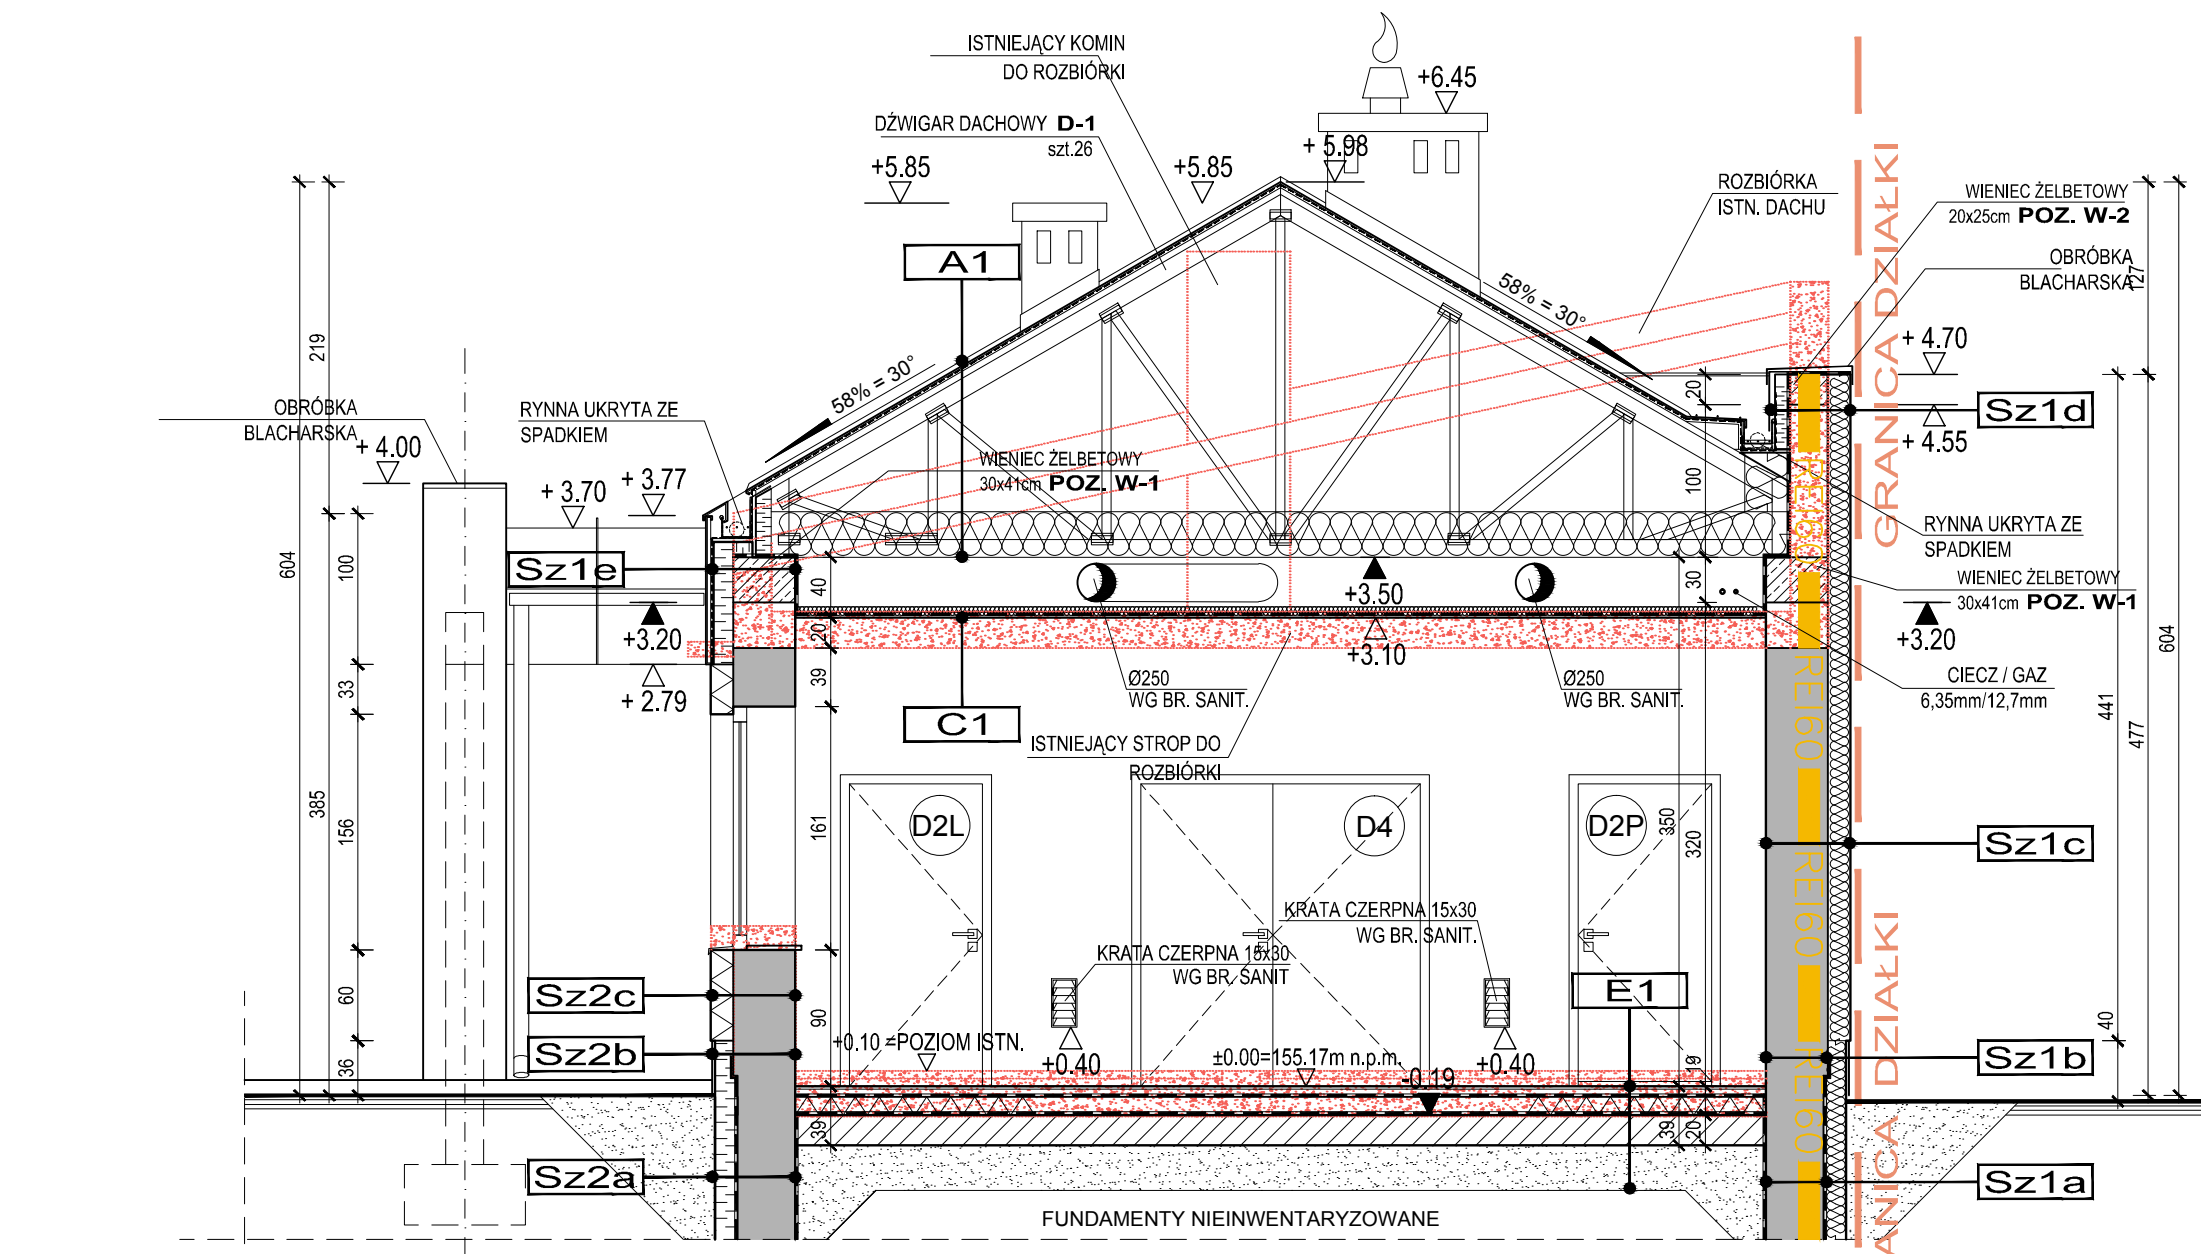 ISTNIEJĄCY KOMIN
DO ROZBIÓRKI
DŹWIGAR DACHOWY D-1
szt.26
+5.85
+5.85
+ 5.98
+6.45
ROZBIÓRKA
ISTN. DACHU
WIENIEC ŻELBETOWY
20x25cm POZ. W-2
OBRÓBKA
BLACHARSKA
127
GRANICA DZIAŁKI
A1
58% = 30°
58% = 30°
219
604
385
OBRÓBKA
BLACHARSKA
+ 4.00
RYNNA UKRYTA ZE
SPADKIEM
+ 3.70
+ 3.77
WIENIEC ŻELBETOWY
30x41cm POZ. W-1
+ 4.70
+ 4.55
Sz1d
20
100
30
RYNNA UKRYTA ZE
SPADKIEM
WIENIEC ŻELBETOWY
30x41cm POZ. W-1
+3.20
CIECZ / GAZ
6,35mm/12,7mm
604
441
477
Sz1e
100
33
156
60
36
+3.20
+ 2.79
40
20
39
161
90
39
+3.50
+3.10
Ø250
WG BR. SANIT.
Ø250
WG BR. SANIT.
C1
ISTNIEJĄCY STROP DO
ROZBIÓRKI
D2L
D4
D2P
350
320
REI60
REI60
REI60
REI60
Sz1c
KRATA CZERPNA 15x30
WG BR. SANIT.
KRATA CZERPNA 15x30
WG BR. SANIT
E1
Sz2c
Sz2b
+0.10 =POZIOM ISTN.
+0.40
±0.00=155.17m n.p.m.
-0.19
+0.40
19
39
20
40
Sz1b
DZIAŁKI
Sz2a
Sz1a
ANICA
FUNDAMENTY NIEINWENTARYZOWANE